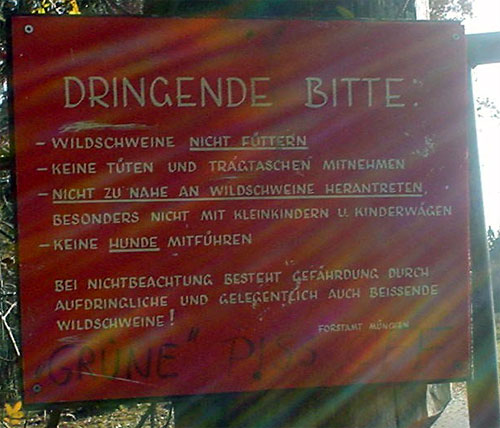 DRINGENDE BITTE:
- WILDSCHWEINE NICHT FÜTTERN
- KEINE TÜTEN UND TRAGTASCHEN MITNEHMEN
- NICHT ZU NAHE AN WILDSCHWEINE HERANTRETEN,
BESONDERS NICHT MIT KLEINKINDERN U. KINDERWÄGEN
- KEINE HUNDE MITFÜHREN
BEI NICHTBEACHTUNG BESTEHT GEFÄHRDUNG DURCH
AUFDRINGLICHE UND GELEGENTLICH AUCH BEISSENDE
WILDSCHWEINE!
FORSTAMT MÜNCHEN
„GRÜNE"